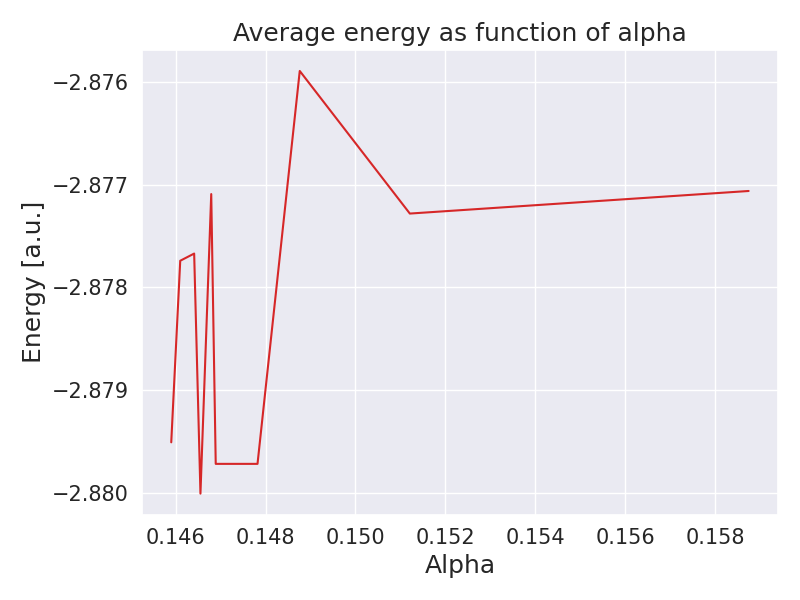 Average energy as function of alpha
−2.876
−2.877
−2.878
−2.879
−2.880
Energy [a.u.]
0.146 0.148 0.150 0.152 0.154 0.156 0.158
Alpha